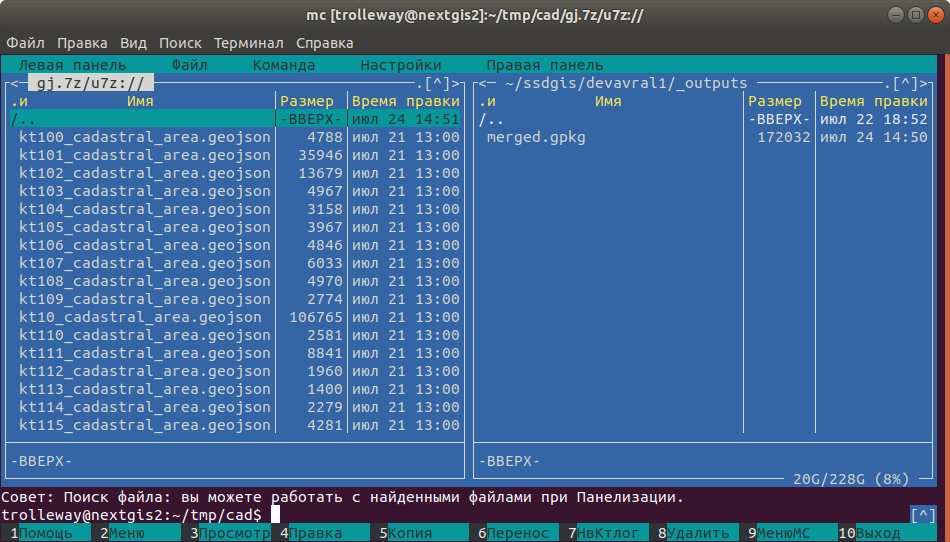 mc [trolleway@nextgis2]:~/tmp/cad/gj.7z/u7z://
Файл Правка Вид Поиск Терминал Справка
Левая панель Файл Команда Настройки Правая панель
<- gj.7z/u7z:// .[^]> <- ~/ssdgis/devavral1/_outputs .[^]>
.и Имя Размер Время правки .и Имя Размер Время правки
/.. -ВВЕРХ- июл 24 14:51 /.. -ВВЕРХ- июл 22 18:52
kt100_cadastral_area.geojson 4788 июл 21 13:00 merged.gpkg 172032 июл 24 14:50
kt101_cadastral_area.geojson 35946 июл 21 13:00
kt102_cadastral_area.geojson 13679 июл 21 13:00
kt103_cadastral_area.geojson 4967 июл 21 13:00
kt104_cadastral_area.geojson 3158 июл 21 13:00
kt105_cadastral_area.geojson 3967 июл 21 13:00
kt106_cadastral_area.geojson 4846 июл 21 13:00
kt107_cadastral_area.geojson 6033 июл 21 13:00
kt108_cadastral_area.geojson 4970 июл 21 13:00
kt109_cadastral_area.geojson 2774 июл 21 13:00
kt10_cadastral_area.geojson 106765 июл 21 13:00
kt110_cadastral_area.geojson 2581 июл 21 13:00
kt111_cadastral_area.geojson 8841 июл 21 13:00
kt112_cadastral_area.geojson 1960 июл 21 13:00
kt113_cadastral_area.geojson 1400 июл 21 13:00
kt114_cadastral_area.geojson 2279 июл 21 13:00
kt115_cadastral_area.geojson 4281 июл 21 13:00
-ВВЕРХ- -ВВЕРХ-
20G/228G (8%)
Совет: Поиск файла: вы можете работать с найденными файлами при Панелизации.
trolleway@nextgis2:~/tmp/cad$ [^]
1Помощь 2Меню 3Просмотр 4Правка 5Копия 6Перенос 7НвКтлог 8Удалить 9МенюМС 10Выход